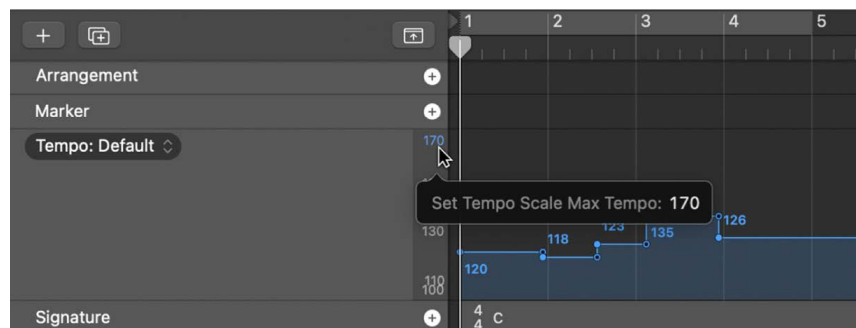 1 2 3 4 5
Arrangement
Marker
Tempo: Default
170
Set Tempo Scale Max Tempo: 170
130
110
100
120
118
123
135
126
Signature
4
4
C